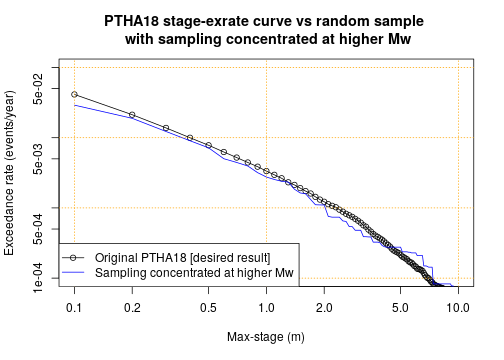 PTHA18 stage-exrate curve vs random sample
with sampling concentrated at higher Mw
Exceedance rate (events/year)
5e-02
5e-03
5e-04
1e-04
Original PTHA18 [desired result]
Sampling concentrated at higher Mw
0.1 0.2 0.5 1.0 2.0 5.0 10.0
Max-stage (m)